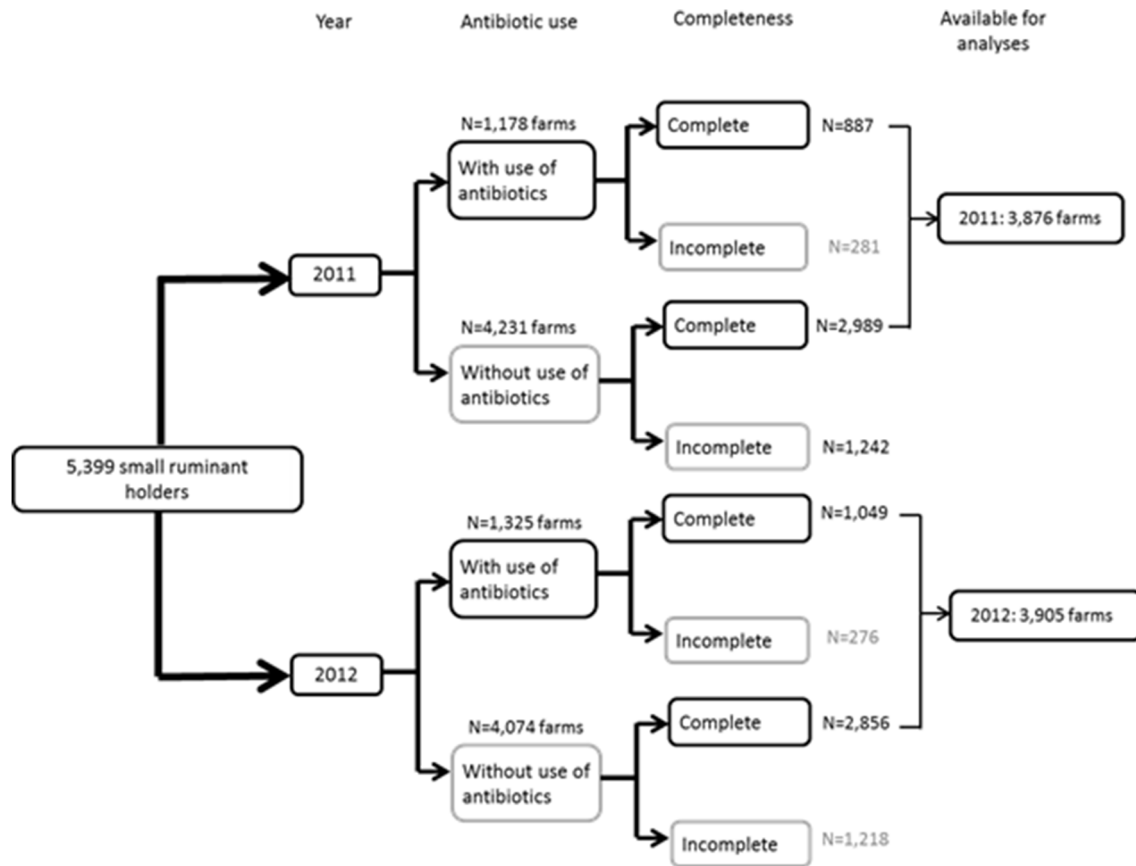 Year
Antibiotic use
Completeness
Available for
analyses
5,399 small ruminant
holders
2011
N=1,178 farms
With use of
antibiotics
Complete
N=887
Incomplete
N=281
2011: 3,876 farms
N=4,231 farms
Without use of
antibiotics
Complete
N=2,989
Incomplete
N=1,242
2012
N=1,325 farms
With use of
antibiotics
Complete
N=1,049
Incomplete
N=276
2012: 3,905 farms
N=4,074 farms
Without use of
antibiotics
Complete
N=2,856
Incomplete
N=1,218